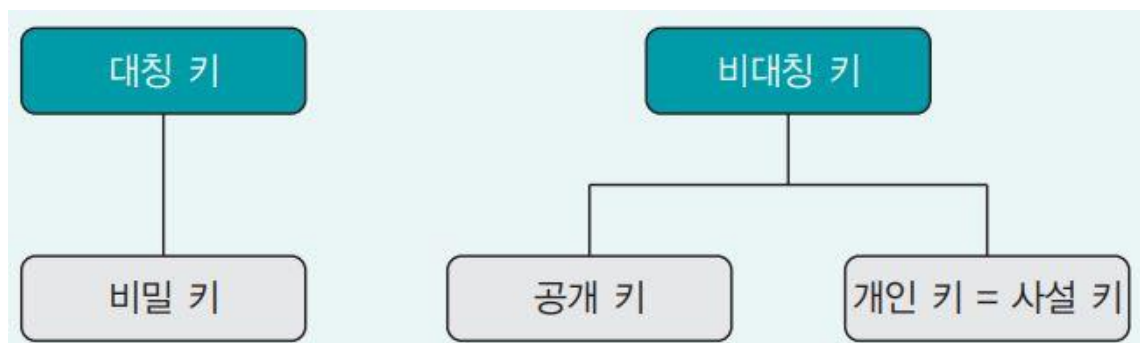 대칭 키
비대칭 키
비밀 키
공개 키
개인 키 = 사설 키